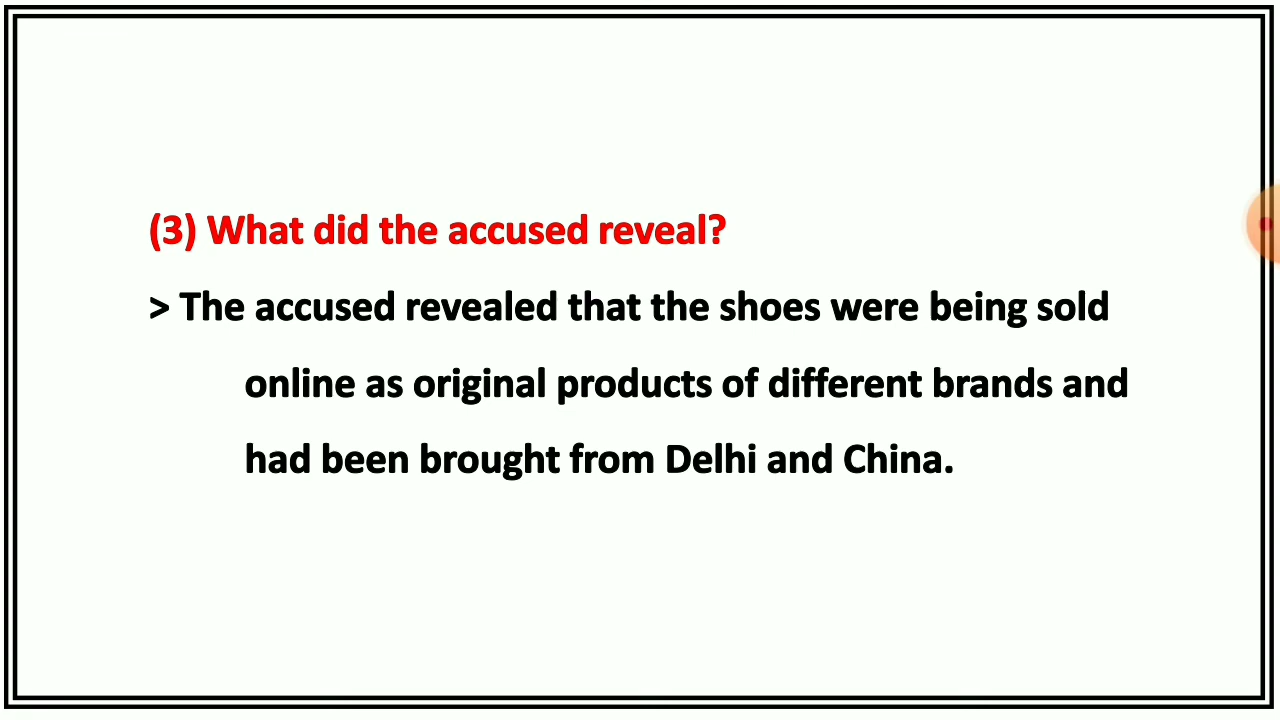 (3) What did the accused reveal?
> The accused revealed that the shoes were being sold
online as original products of different brands and
had been brought from Delhi and China.